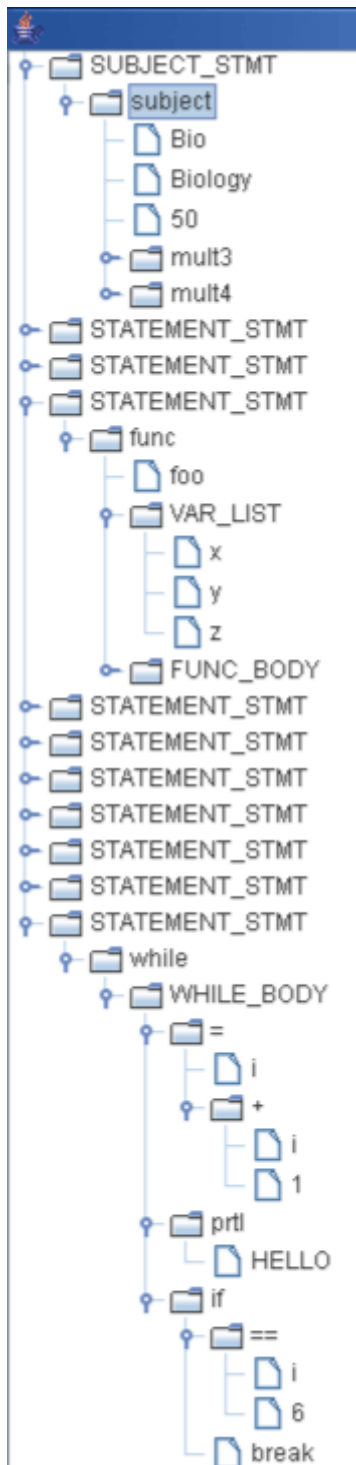 SUBJECT_STMT
subject
Bio
Biology
50
mult3
mult4
STATEMENT_STMT
STATEMENT_STMT
STATEMENT_STMT
func
foo
VAR_LIST
x
y
z
FUNC_BODY
STATEMENT_STMT
STATEMENT_STMT
STATEMENT_STMT
STATEMENT_STMT
STATEMENT_STMT
STATEMENT_STMT
STATEMENT_STMT
while
WHILE_BODY
=
i
+
i
1
prtl
HELLO
if
==
i
6
break